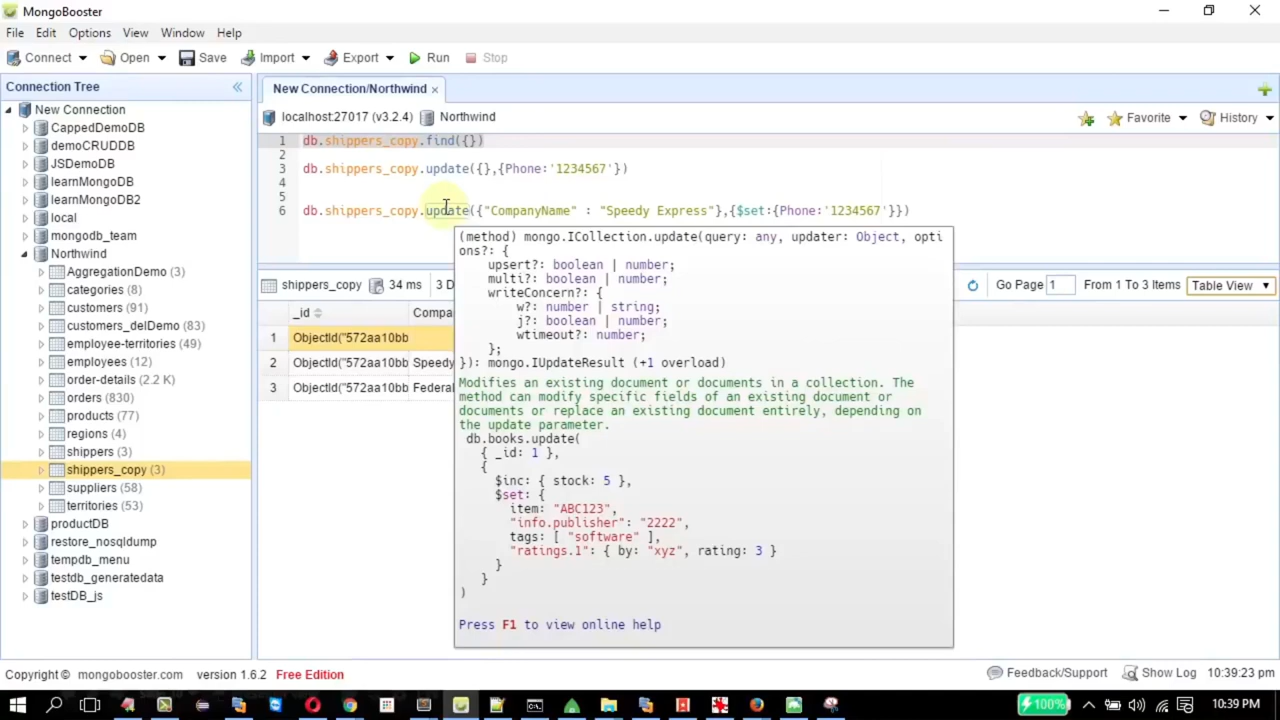 MongoBooster
File Edit Options View Window Help
Connect Open Save Import Export Run Stop
Connection Tree
New Connection
CappedDemoDB
demoCRUDDB
JSDemoDB
learnMongoDB
learnMongoDB2
local
mongodb_team
Northwind
AggregationDemo (3)
categories (8)
customers (91)
customers_delDemo (83)
employee-territories (49)
employees (12)
order-details (2.2 K)
orders (830)
products (77)
regions (4)
shippers (3)
shippers_copy (3)
suppliers (58)
territories (53)
productDB
restore_nosqldump
tempdb_menu
testdb_generatedata
testDB_js
New Connection/Northwind ×
localhost:27017 (v3.2.4) Northwind
Favorite History
1 db.shippers_copy.find({})
2
3 db.shippers_copy.update({},{Phone:'1234567'})
4
5
6 db.shippers_copy.update({"CompanyName" : "Speedy Express"},{$set:{Phone:'1234567'}})
(method) mongo.ICollection.update(query: any, updater: Object, opti
ons?: {
upsert?: boolean | number;
multi?: boolean | number;
writeConcern?: {
w?: number | string;
j?: boolean | number;
wtimeout?: number;
};
}): mongo.IUpdateResult (+1 overload)
Modifies an existing document or documents in a collection. The
method can modify specific fields of an existing document or
documents or replace an existing document entirely, depending on
the update parameter.
db.books.update(
{ _id: 1 },
{
$inc: { stock: 5 },
$set: {
item: "ABC123",
"info.publisher": "2222",
tags: [ "software" ],
"ratings.1": { by: "xyz", rating: 3 }
}
}
)
Press F1 to view online help
shippers_copy 34 ms 3 D
Go Page 1 From 1 To 3 Items Table View
_id Compa
1 ObjectId("572aa10bb
2 ObjectId("572aa10bb Speedy
3 ObjectId("572aa10bb Federal
Copyright © mongobooster.com version 1.6.2 Free Edition
Feedback/Support Show Log 10:39:23 pm
100% 10:39 PM